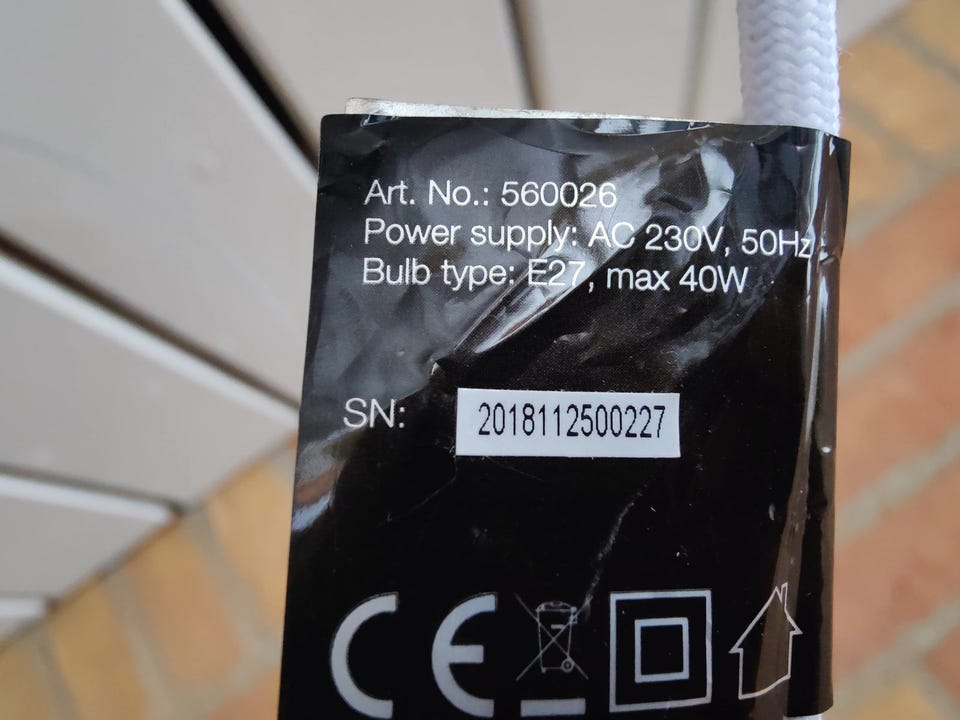 Art. No.: 560026
Power supply: AC 230V, 50Hz
Bulb type: E27, max 40W
SN: 2018112500227
CE